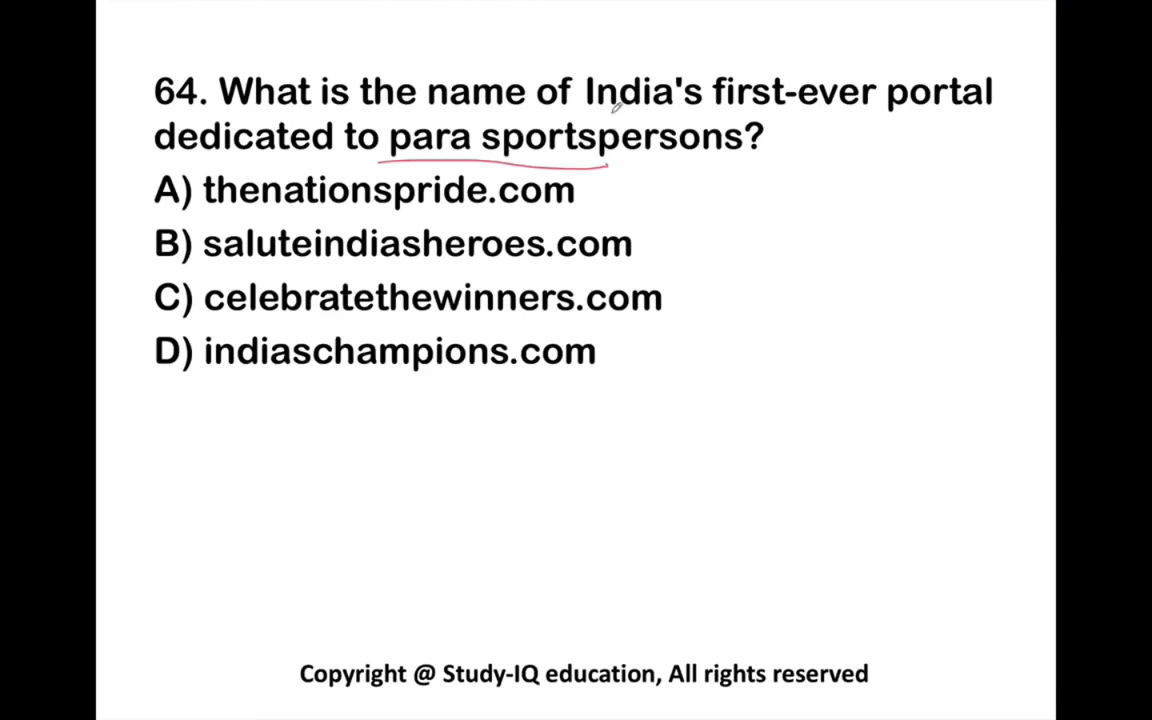 64. What is the name of India's first-ever portal
dedicated to para sportspersons?
A) thenationspride.com
B) saluteindiasheroes.com
C) celebratethewinners.com
D) indiaschampions.com
Copyright @ Study-IQ education, All rights reserved